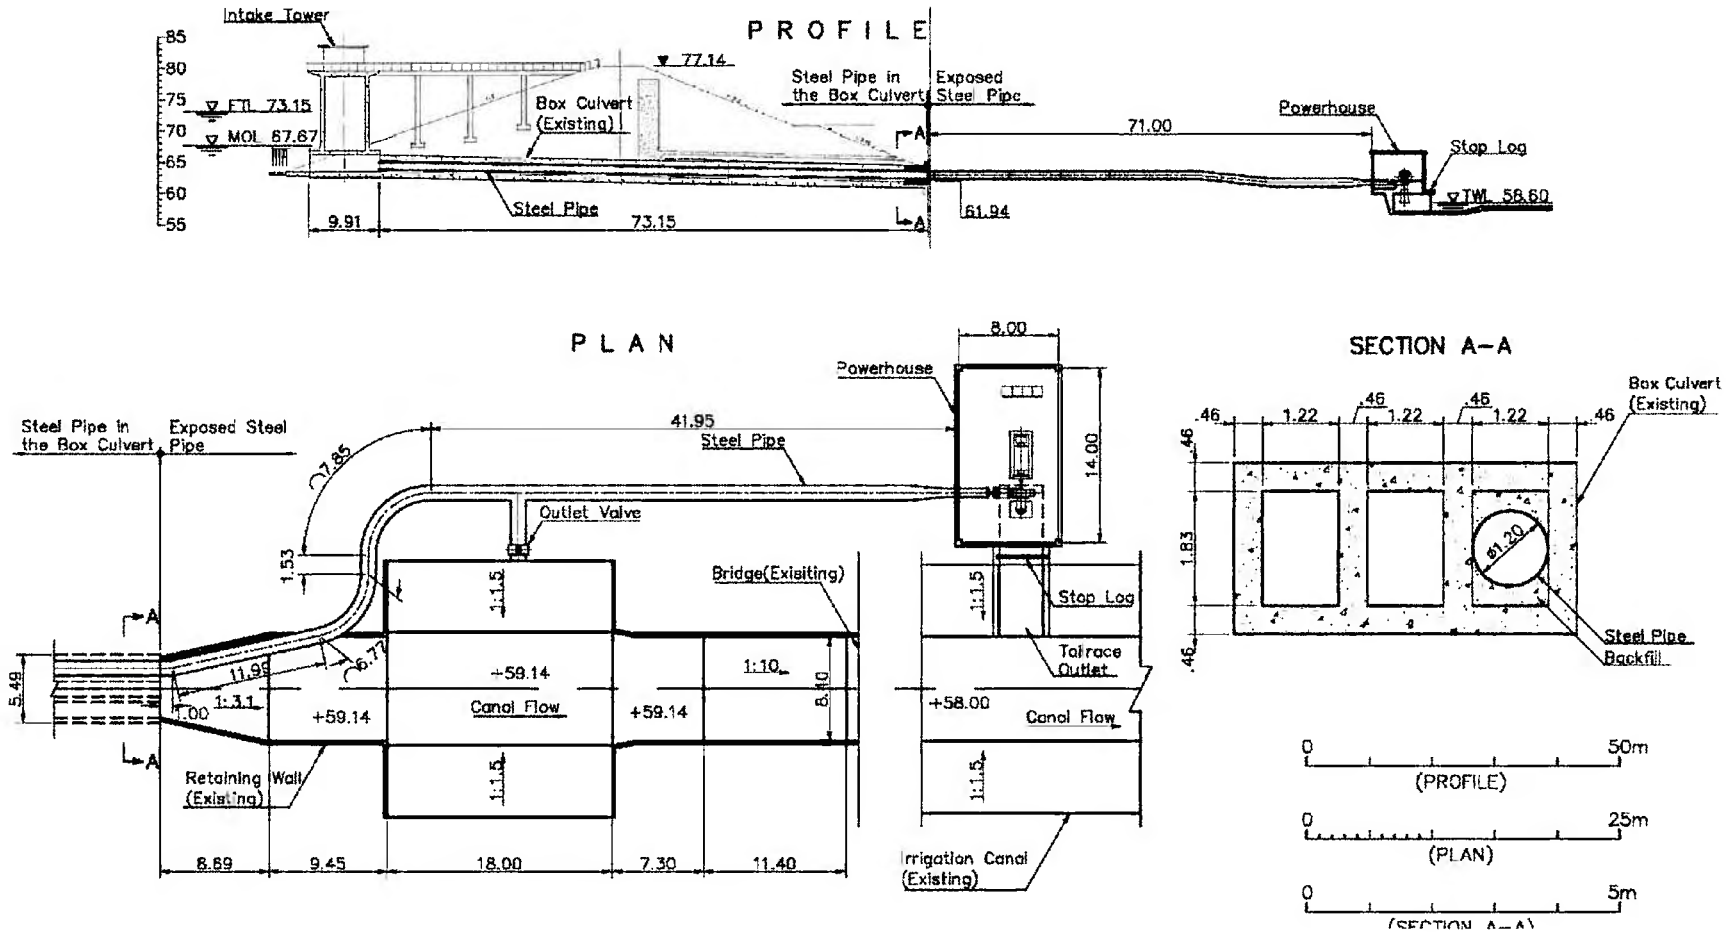 Intake Tower
PROFILE
85
80
75
70
65
60
55
FTL 73.15
MOL 67.67
77.14
Box Culvert
(Existing)
Steel Pipe in
the Box Culvert
Exposed
Steel Pipe
A
A
71.00
Powerhouse
Stop Log
TWL 58.60
61.94
Steel Pipe
9.91
73.15
PLAN
Steel Pipe in
the Box Culvert
Exposed Steel
Pipe
7.85
41.95
Steel Pipe
Powerhouse
8.00
14.00
Outlet Valve
1.53
1:1.5
Bridge(Exisiting)
1:1.5
Stop Log
Tailrace
Outlet
A
5.49
11.99
6.77
1:3.1
1.00
+59.14
+59.14
Canal Flow
+59.14
1:10
8.40
+58.00
Canal Flow
A
Retaining Wall
(Existing)
1:1.5
1:1.5
8.89
9.45
18.00
7.30
11.40
Irrigation Canal
(Existing)
SECTION A-A
Box Culvert
(Existing)
.46
1.22
.46
1.22
.46
1.22
.46
.46
1.83
.46
ø1.20
Steel Pipe
Backfill
0 50m
(PROFILE)
0 25m
(PLAN)
0 5m
(SECTION A-A)